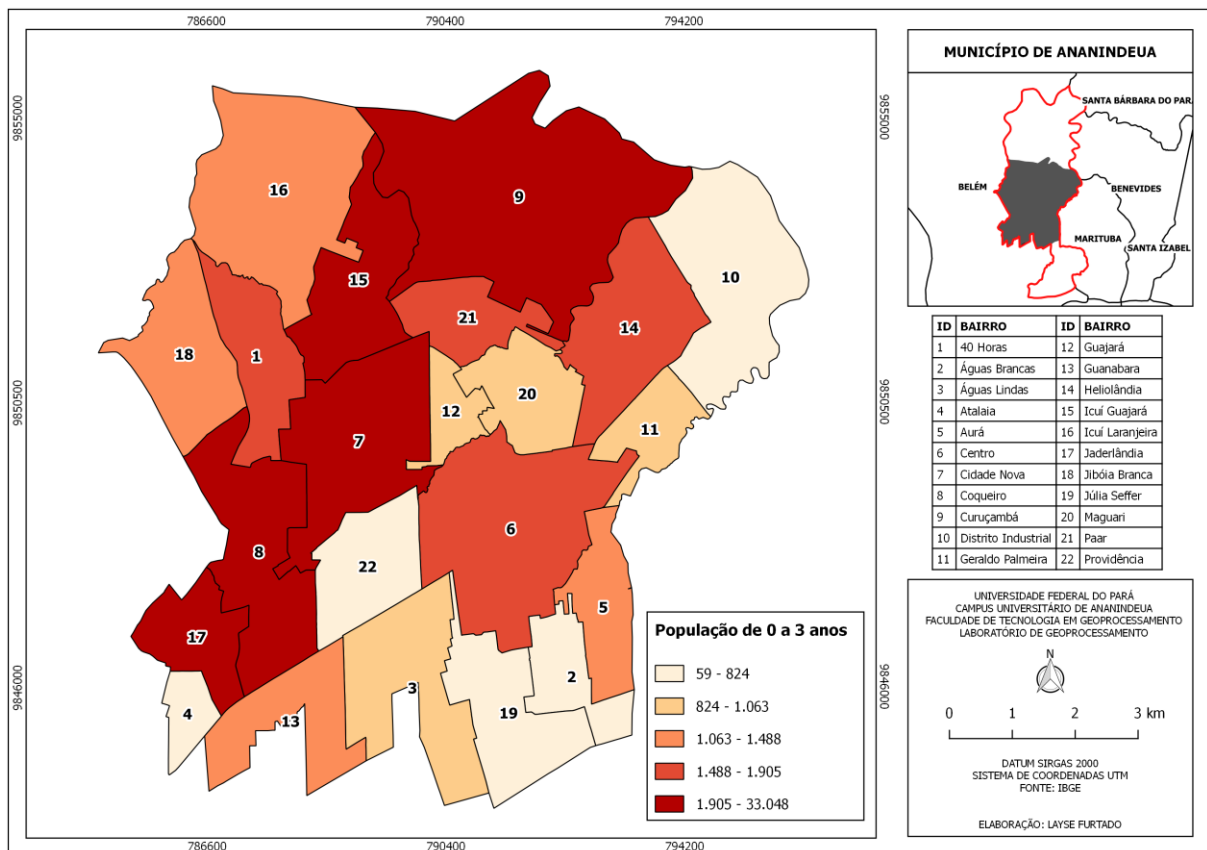 786600
790400
794200
9855000
9855000
9850500
9850500
9846000
9846000
16
9
10
15
21
14
18
1
20
12
11
7
6
8
22
5
17
2
3
4
19
13
População de 0 a 3 anos
59 - 824
824 - 1.063
1.063 - 1.488
1.488 - 1.905
1.905 - 33.048
786600
790400
794200
MUNICÍPIO DE ANANINDEUA
SANTA BÁRBARA DO PAR
BELÉM
BENEVIDES
MARITUBA
SANTA IZABEL
ID BAIRRO ID BAIRRO
1 40 Horas 12 Guajará
2 Águas Brancas 13 Guanabara
3 Águas Lindas 14 Heliolândia
4 Atalaia 15 Icuí Guajará
5 Aurá 16 Icuí Laranjeira
6 Centro 17 Jaderlândia
7 Cidade Nova 18 Jibóia Branca
8 Coqueiro 19 Júlia Seffer
9 Curuçambá 20 Maguari
10 Distrito Industrial 21 Paar
11 Geraldo Palmeira 22 Providência
UNIVERSIDADE FEDERAL DO PARÁ
CAMPUS UNIVERSITÁRIO DE ANANINDEUA
FACULDADE DE TECNOLOGIA EM GEOPROCESSAMENTO
LABORATÓRIO DE GEOPROCESSAMENTO
N
0 1 2 3 km
DATUM SIRGAS 2000
SISTEMA DE COORDENADAS UTM
FONTE: IBGE
ELABORAÇÃO: LAYSE FURTADO